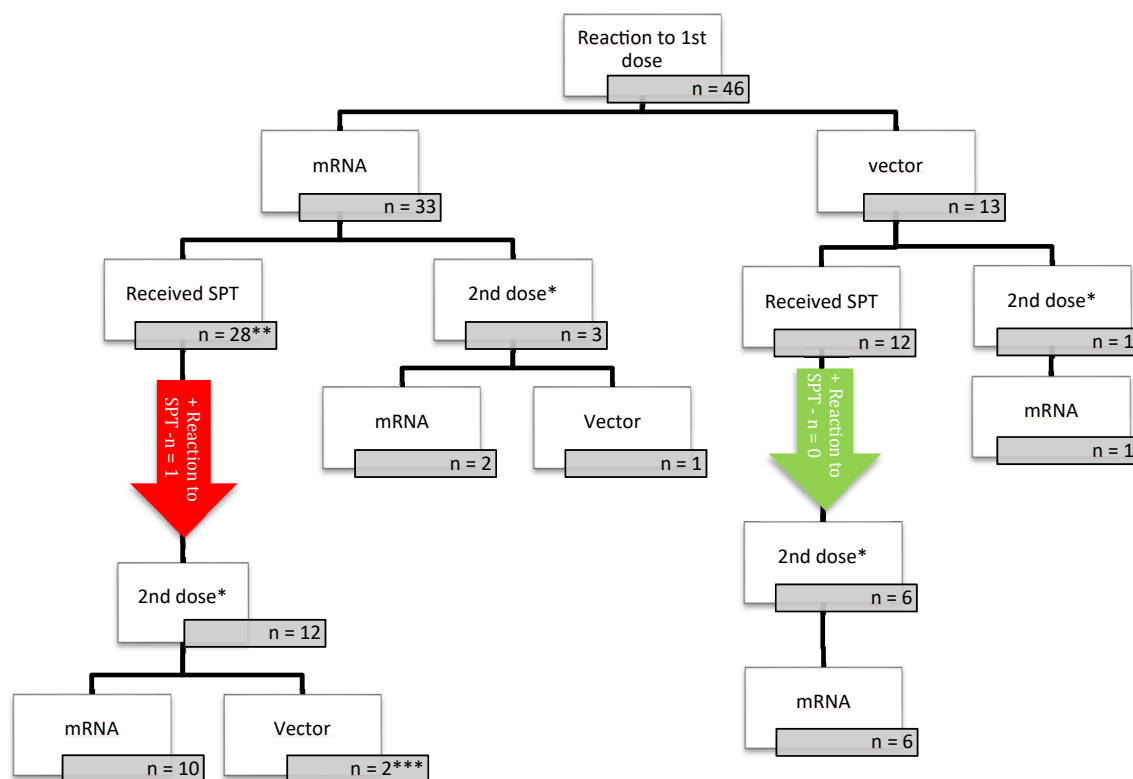 Reaction to 1st
dose
n = 46
mRNA
n = 33
vector
n = 13
Received SPT
n = 28**
2nd dose*
n = 3
Received SPT
n = 12
2nd dose*
n = 1
+ Reaction to
SPT -n = 1
mRNA
n = 2
Vector
n = 1
+ Reaction to
SPT - n = 0
mRNA
n = 1
2nd dose*
n = 12
2nd dose*
n = 6
mRNA
n = 10
Vector
n = 2***
mRNA
n = 6